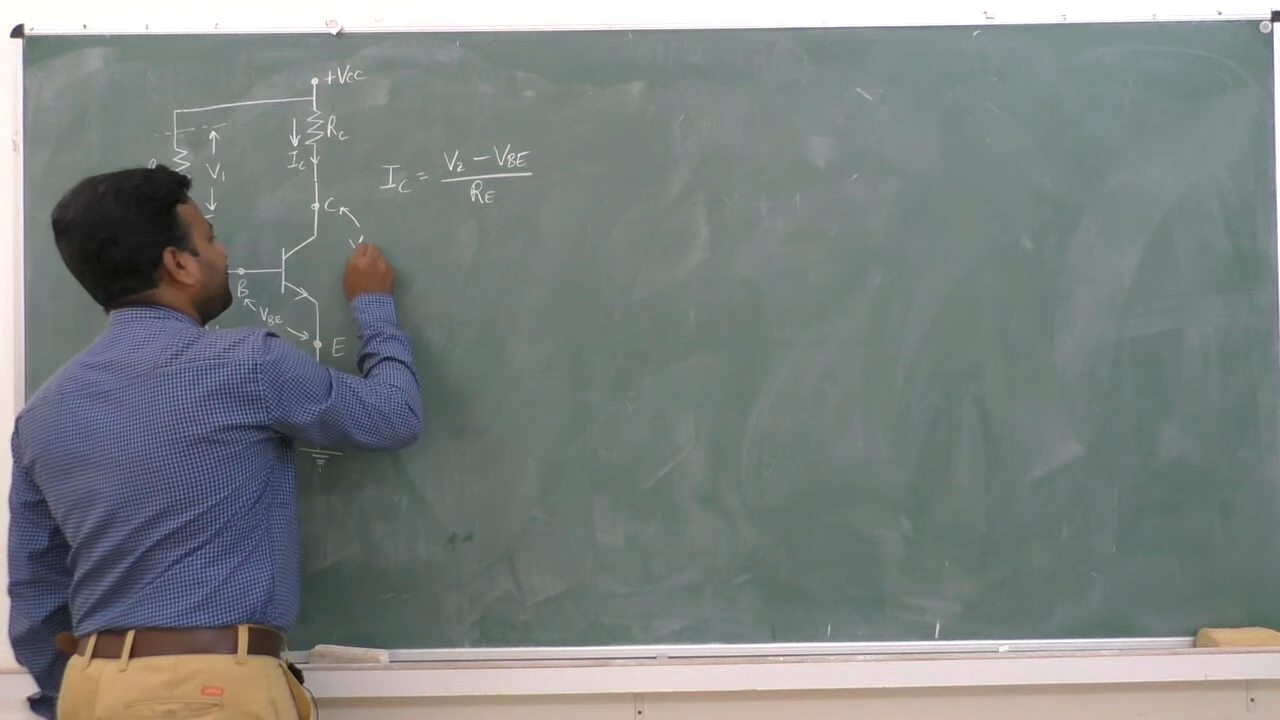 +VCC
RC
IC
V1
C
IC = V2 - VBE / RE
B
VBE
E